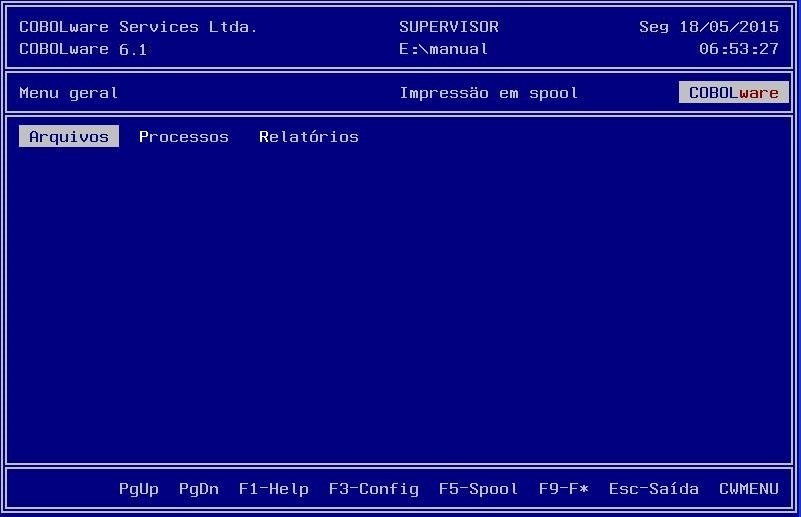 COBOLware Services Ltda. SUPERVISOR Seg 18/05/2015
COBOLware 6.1 E:\manual 06:53:27
Menu geral Impressão em spool COBOLware
Arquivos Processos Relatórios
PgUp PgDn F1-Help F3-Config F5-Spool F9-F* Esc-Saída CWMENU